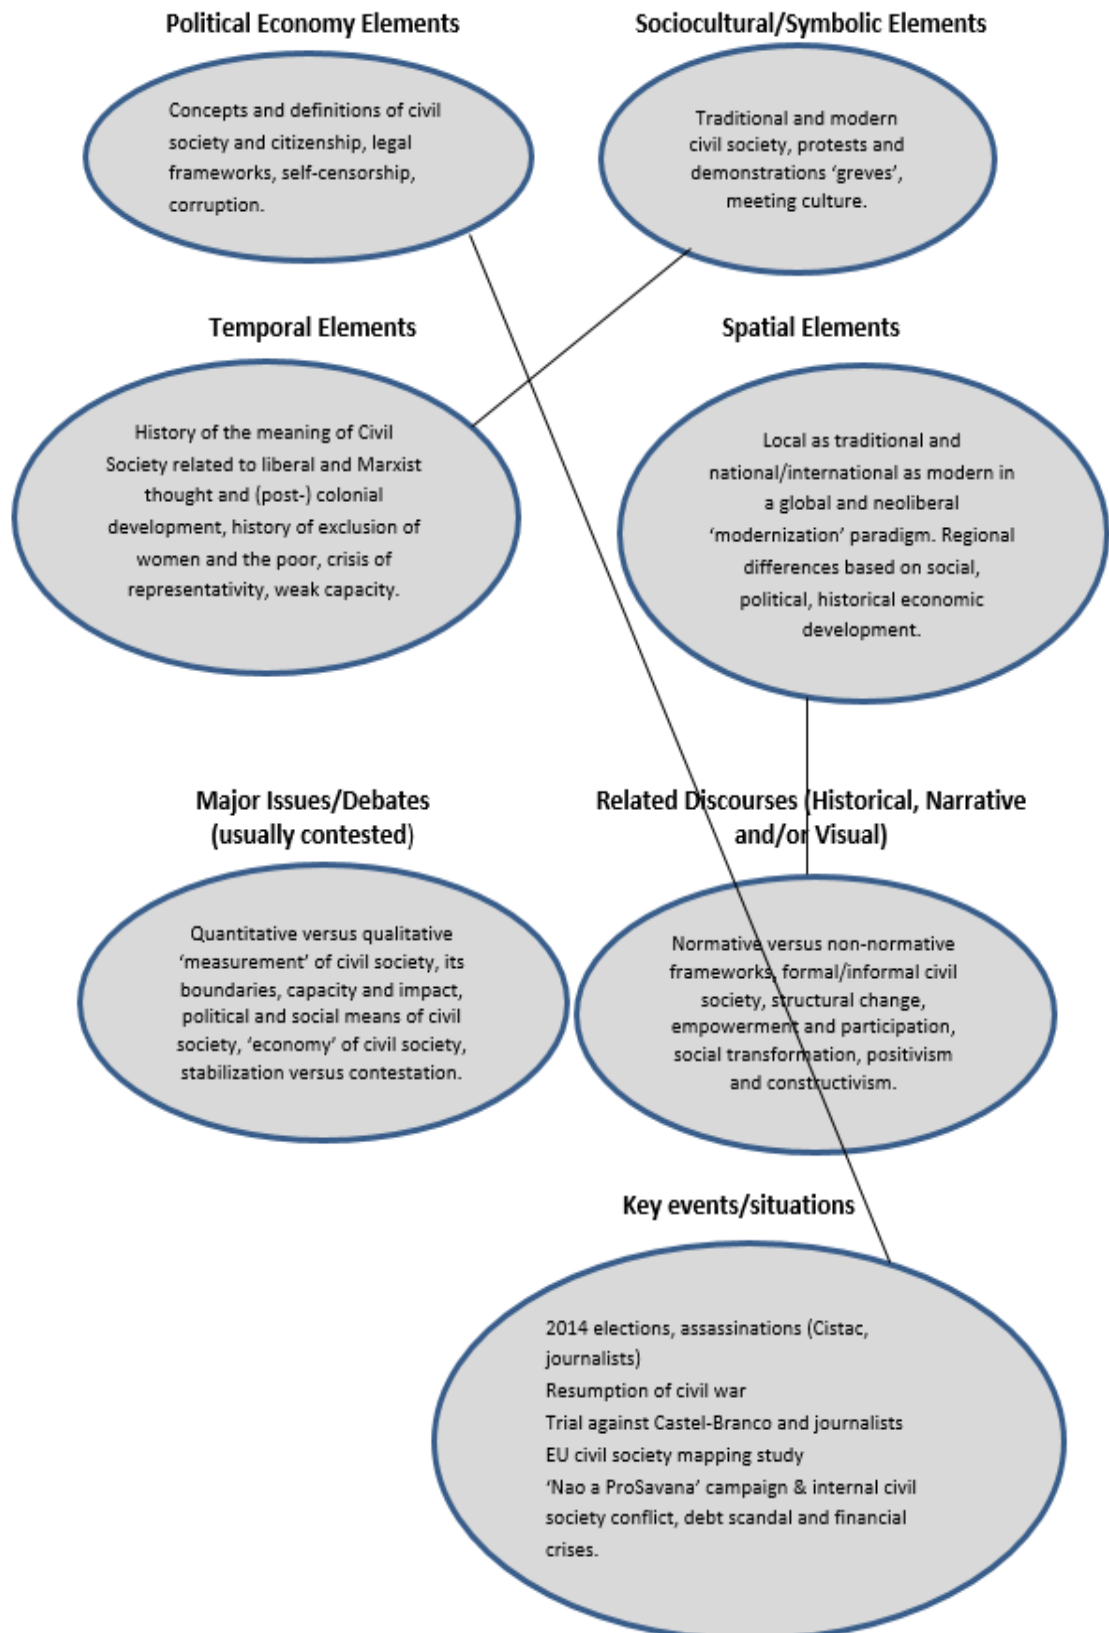 Political Economy Elements
Concepts and definitions of civil
society and citizenship, legal
frameworks, self-censorship,
corruption.
Sociocultural/Symbolic Elements
Traditional and modern
civil society, protests and
demonstrations ‘greves’,
meeting culture.
Temporal Elements
History of the meaning of Civil
Society related to liberal and Marxist
thought and (post-) colonial
development, history of exclusion of
women and the poor, crisis of
representativity, weak capacity.
Spatial Elements
Local as traditional and
national/international as modern in
a global and neoliberal
‘modernization’ paradigm. Regional
differences based on social,
political, historical economic
development.
Major Issues/Debates
(usually contested)
Quantitative versus qualitative
‘measurement’ of civil society, its
boundaries, capacity and impact,
political and social means of civil
society, ‘economy’ of civil society,
stabilization versus contestation.
Related Discourses (Historical, Narrative
and/or Visual)
Normative versus non-normative
frameworks, formal/informal civil
society, structural change,
empowerment and participation,
social transformation, positivism
and constructivism.
Key events/situations
2014 elections, assassinations (Cistac,
journalists)
Resumption of civil war
Trial against Castel-Branco and journalists
EU civil society mapping study
‘Nao a ProSavana’ campaign & internal civil
society conflict, debt scandal and financial
crises.